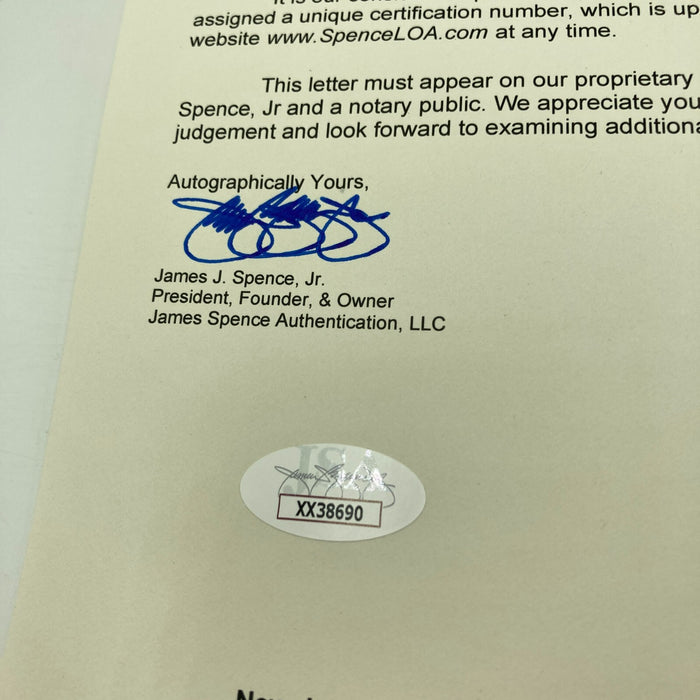 assigned a unique certification number, which is up
website www.SpenceLOA.com at any time.
This letter must appear on our proprietary
Spence, Jr and a notary public. We appreciate you
judgement and look forward to examining additiona
Autographically Yours,
James J. Spence, Jr.
President, Founder, & Owner
James Spence Authentication, LLC
JSA
XX38690